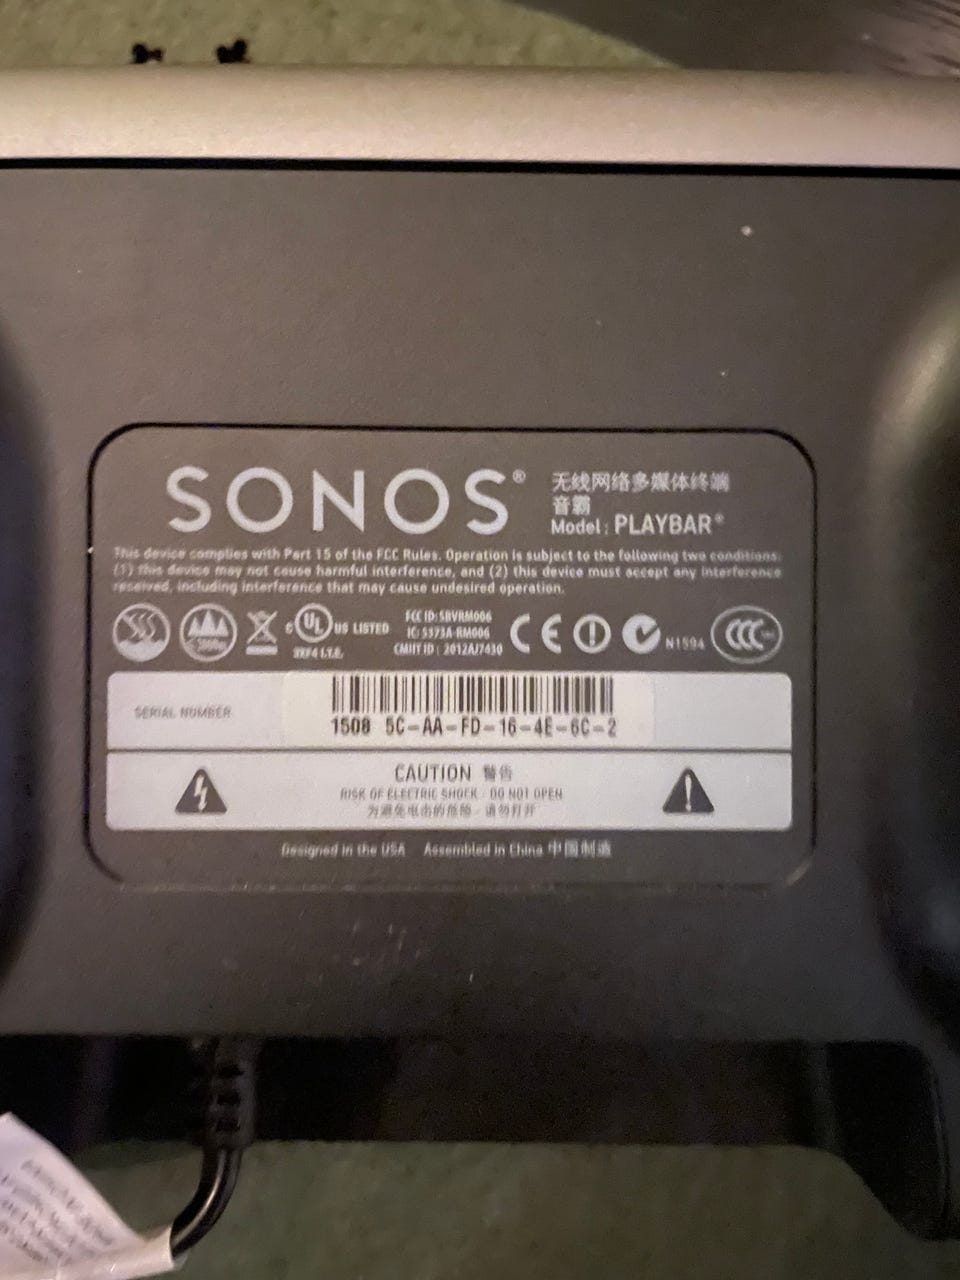 SONOS®
无线网络多媒体终端
音霸
Model: PLAYBAR®
This device complies with Part 15 of the FCC Rules. Operation is subject to the following two conditions:
(1) this device may not cause harmful interference, and (2) this device must accept any interference
received, including interference that may cause undesired operation.
c UL US LISTED
3KF4 I.T.E.
FCC ID: SBVRM006
IC: 5373A-RM006
CMIIT ID: 2012AJ7430
CE
N1594
CCC
SERIAL NUMBER
1508 5C-AA-FD-16-4E-6C-2
CAUTION 警告
RISK OF ELECTRIC SHOCK · DO NOT OPEN
为避免电击的危险 · 请勿打开
Designed in the USA Assembled in China 中国制造